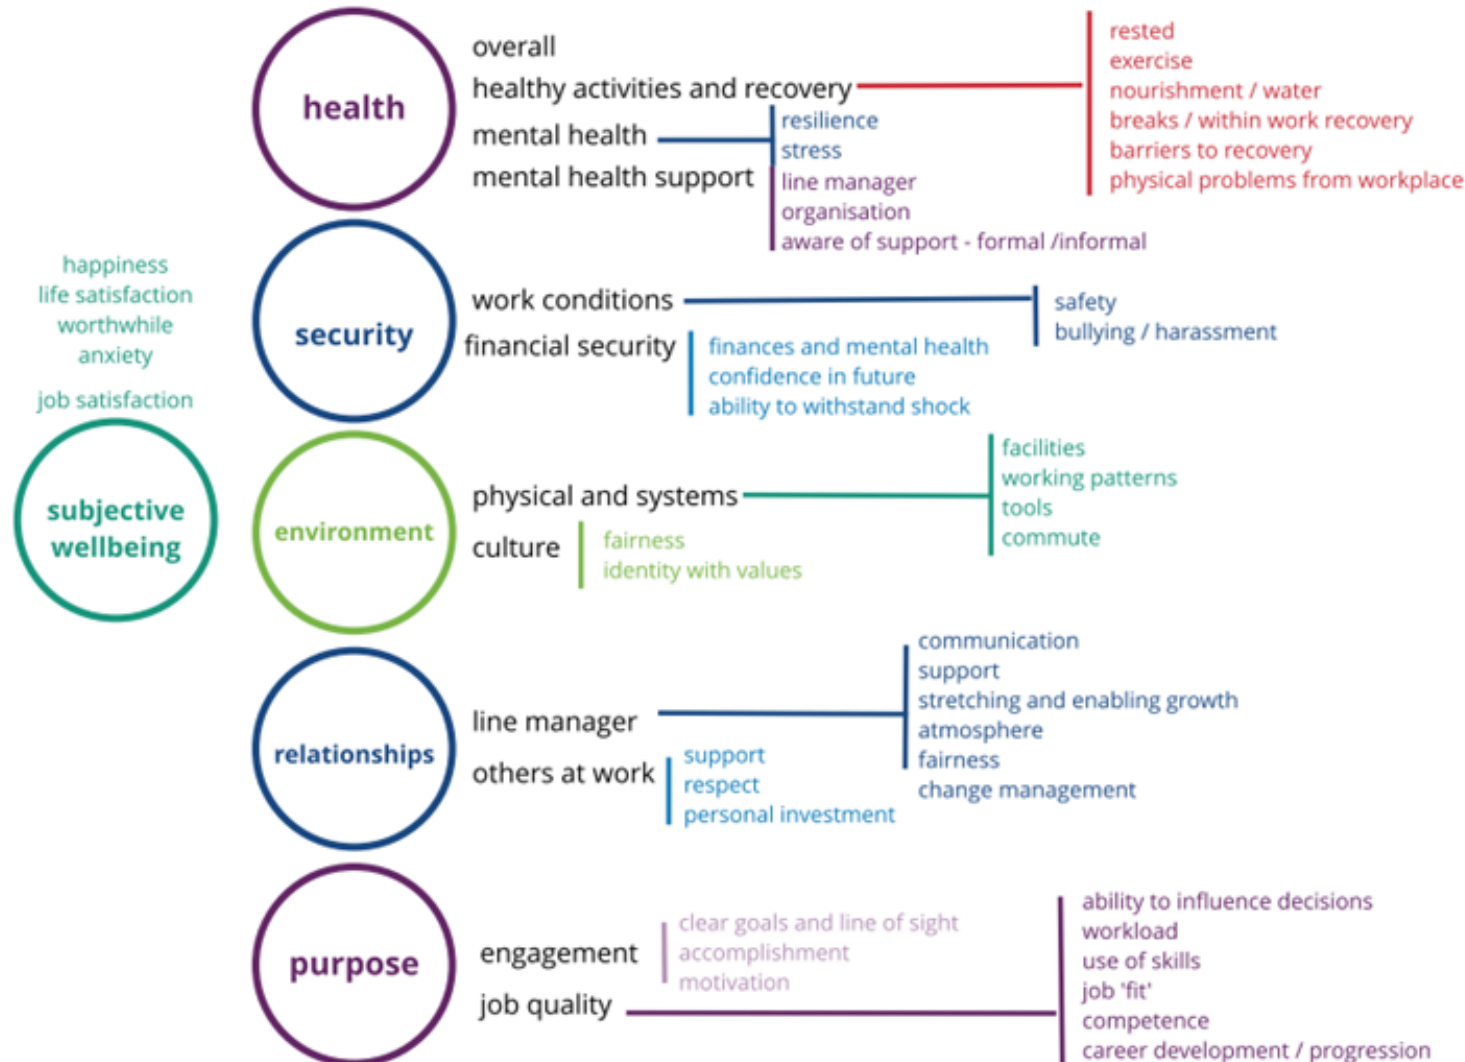 happiness
life satisfaction
worthwhile
anxiety
job satisfaction
subjective
wellbeing
health
overall
healthy activities and recovery
rested
exercise
nourishment / water
breaks / within work recovery
barriers to recovery
physical problems from workplace
mental health
resilience
stress
mental health support
line manager
organisation
aware of support - formal /informal
security
work conditions
safety
bullying / harassment
financial security
finances and mental health
confidence in future
ability to withstand shock
environment
physical and systems
facilities
working patterns
tools
commute
culture
fairness
identity with values
relationships
line manager
communication
support
stretching and enabling growth
atmosphere
fairness
change management
others at work
support
respect
personal investment
purpose
engagement
clear goals and line of sight
accomplishment
motivation
job quality
ability to influence decisions
workload
use of skills
job 'fit'
competence
career development / progression